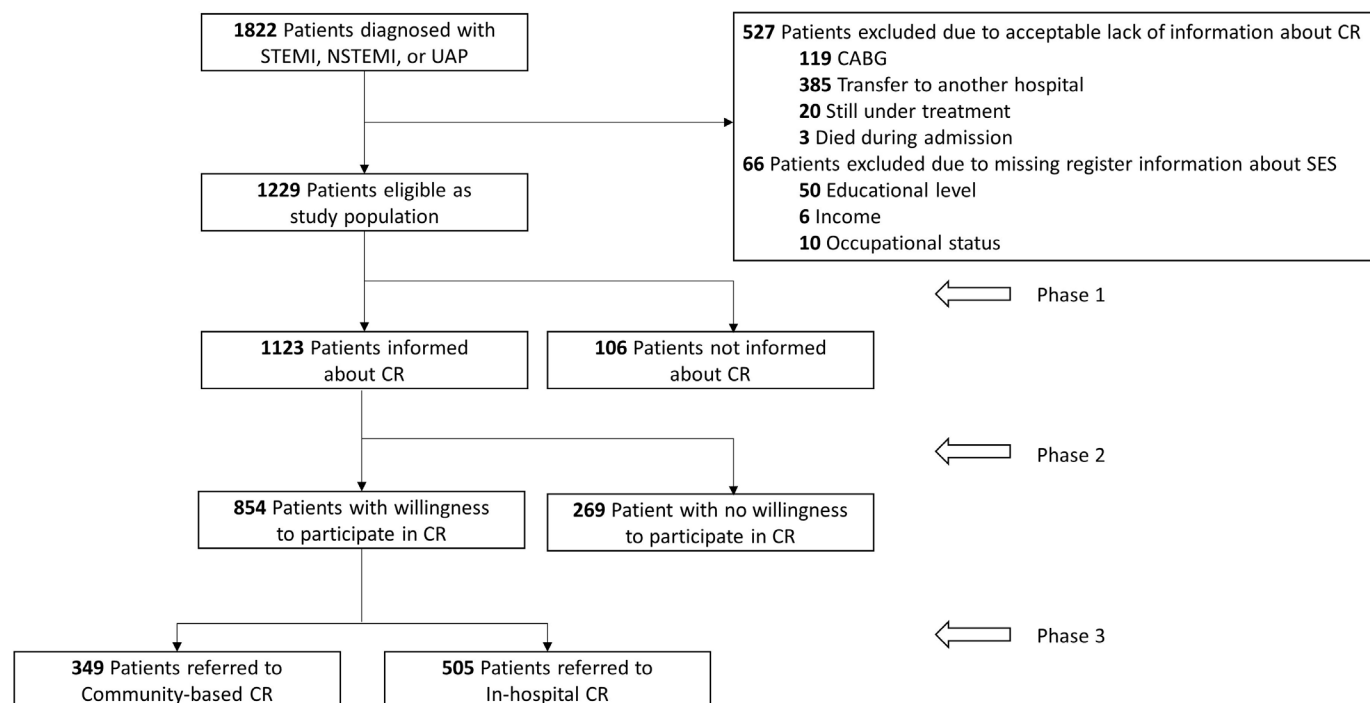 1822 Patients diagnosed with
STEMI, NSTEMI, or UAP
527 Patients excluded due to acceptable lack of information about CR
119 CABG
385 Transfer to another hospital
20 Still under treatment
3 Died during admission
66 Patients excluded due to missing register information about SES
50 Educational level
6 Income
10 Occupational status
1229 Patients eligible as
study population
Phase 1
1123 Patients informed
about CR
106 Patients not informed
about CR
Phase 2
854 Patients with willingness
to participate in CR
269 Patient with no willingness
to participate in CR
Phase 3
349 Patients referred to
Community-based CR
505 Patients referred to
In-hospital CR